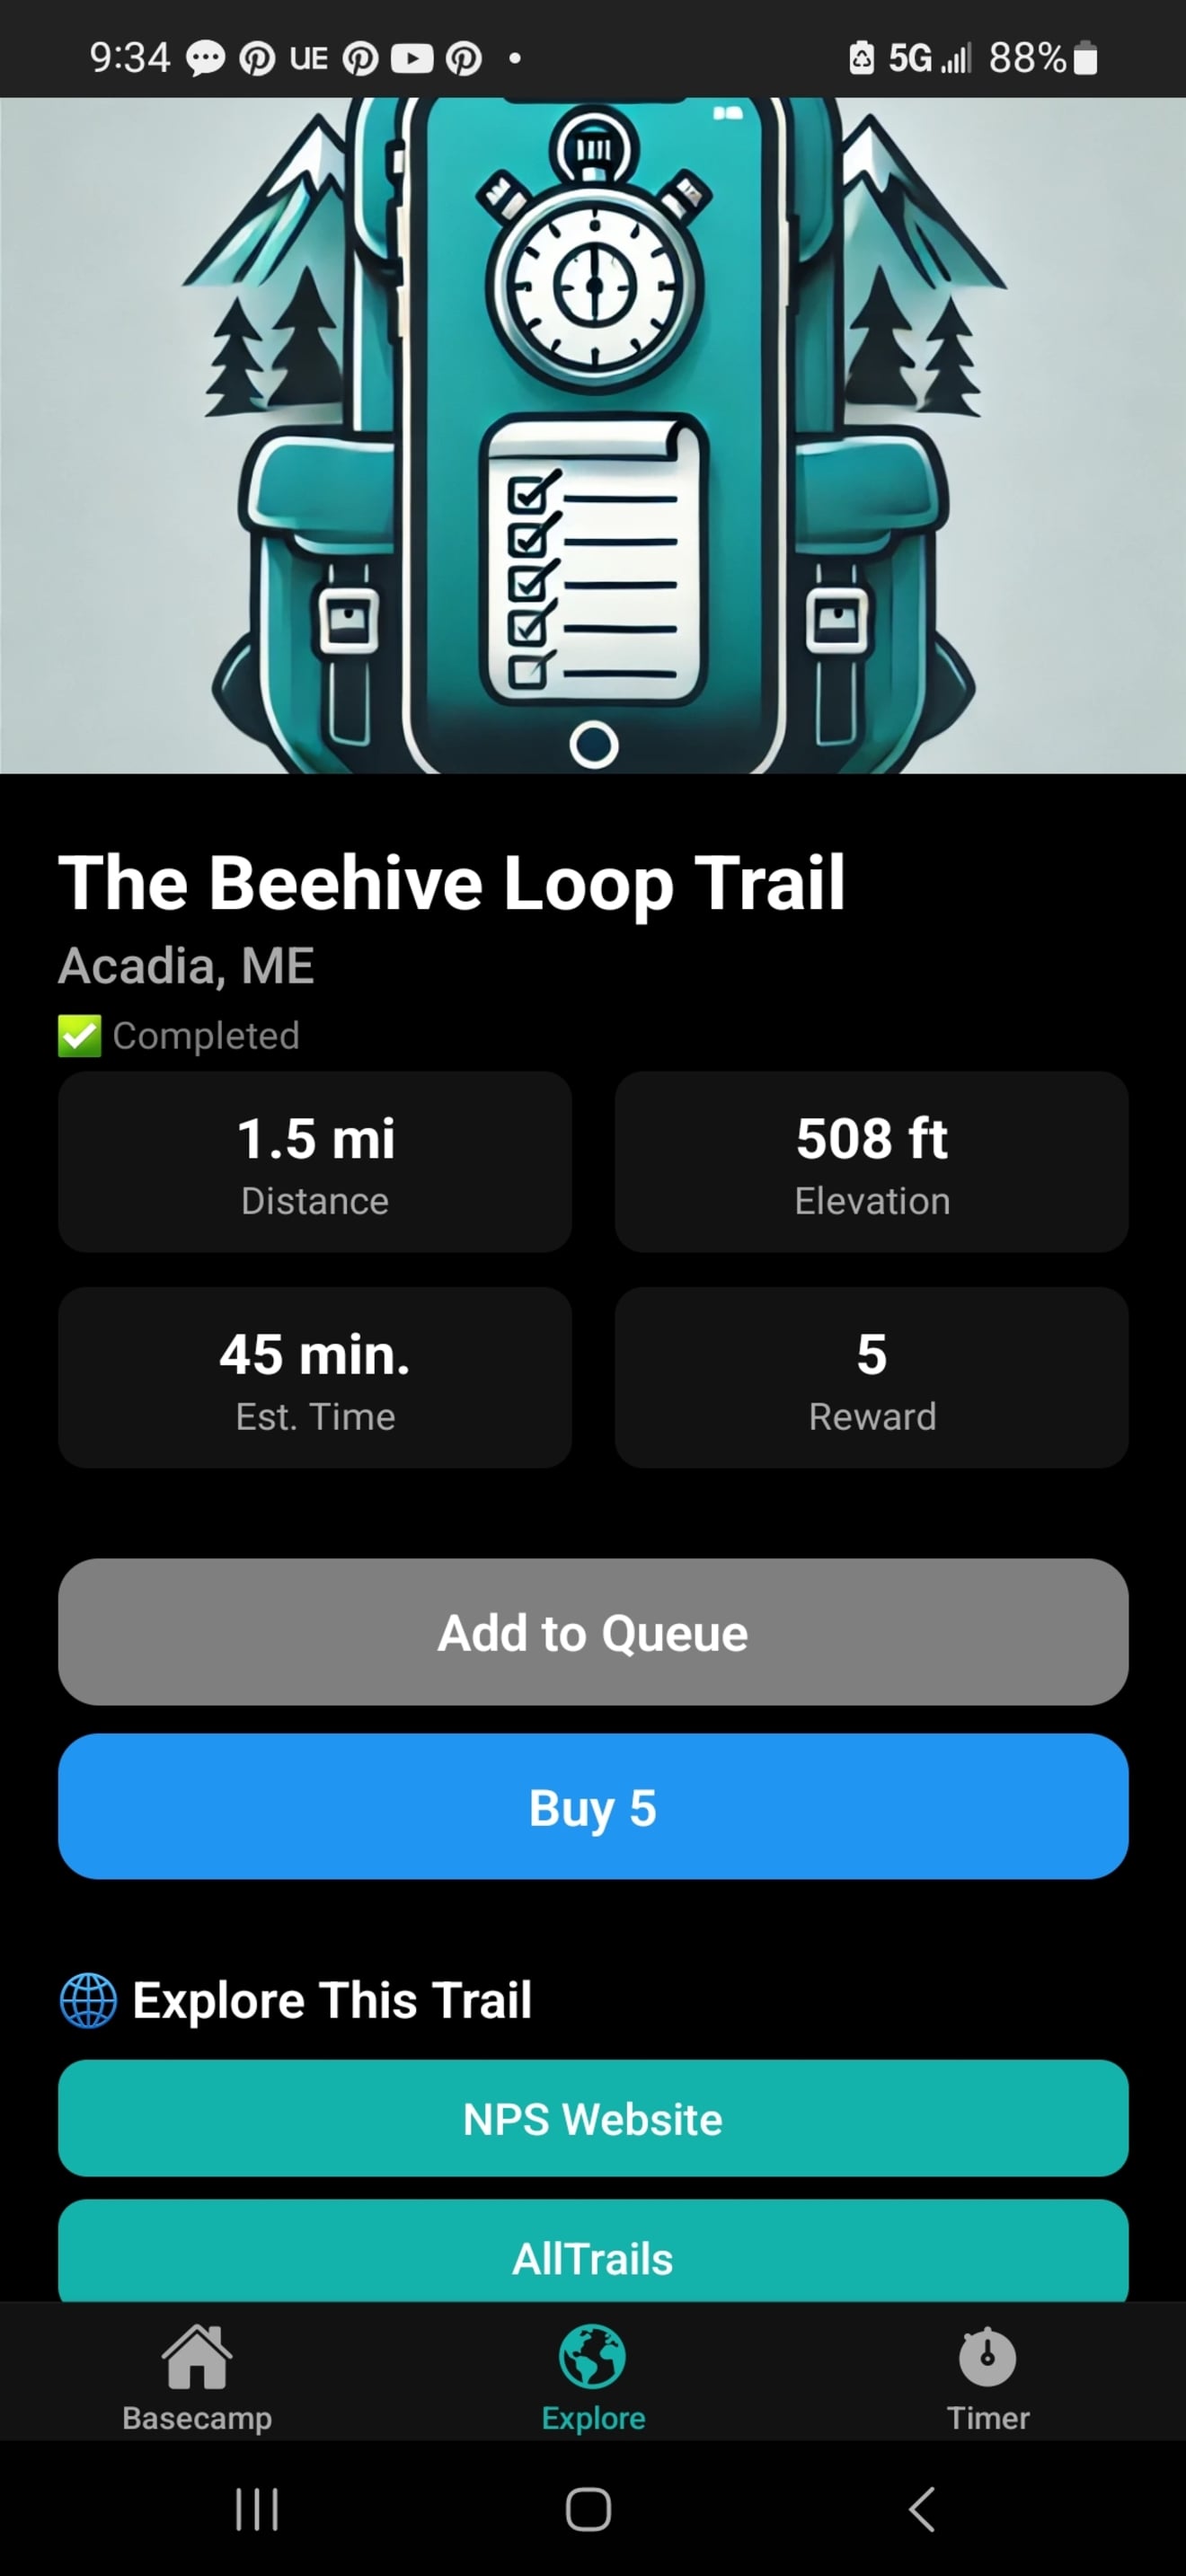 9:34 UE 5G 88%
The Beehive Loop Trail
Acadia, ME
Completed
1.5 mi
Distance
508 ft
Elevation
45 min.
Est. Time
5
Reward
Add to Queue
Buy 5
Explore This Trail
NPS Website
AllTrails
Basecamp
Explore
Timer